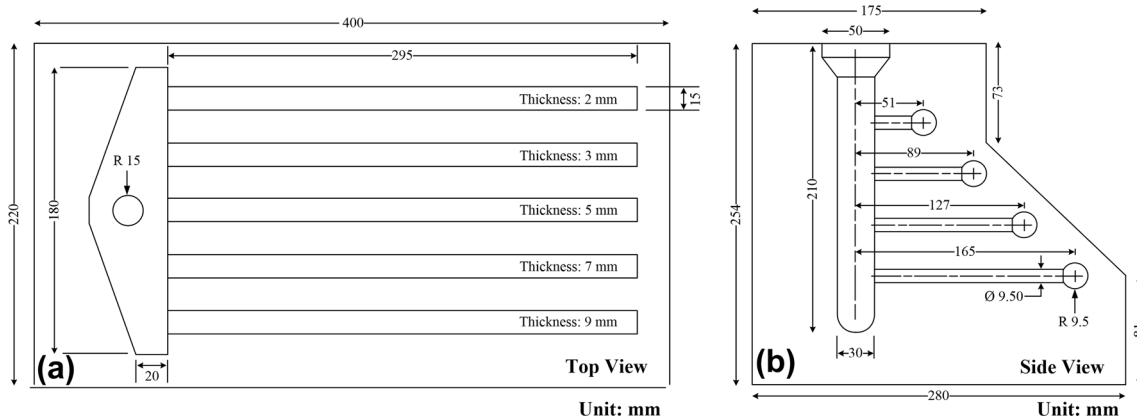 400
295
Thickness: 2 mm
15
Thickness: 3 mm
R 15
220
180
Thickness: 5 mm
Thickness: 7 mm
Thickness: 9 mm
(a)
20
Top View
Unit: mm
175
50
51
73
89
254
210
127
165
Ø 9.50
R 9.5
(b)
30
Side View
280
Unit: mm